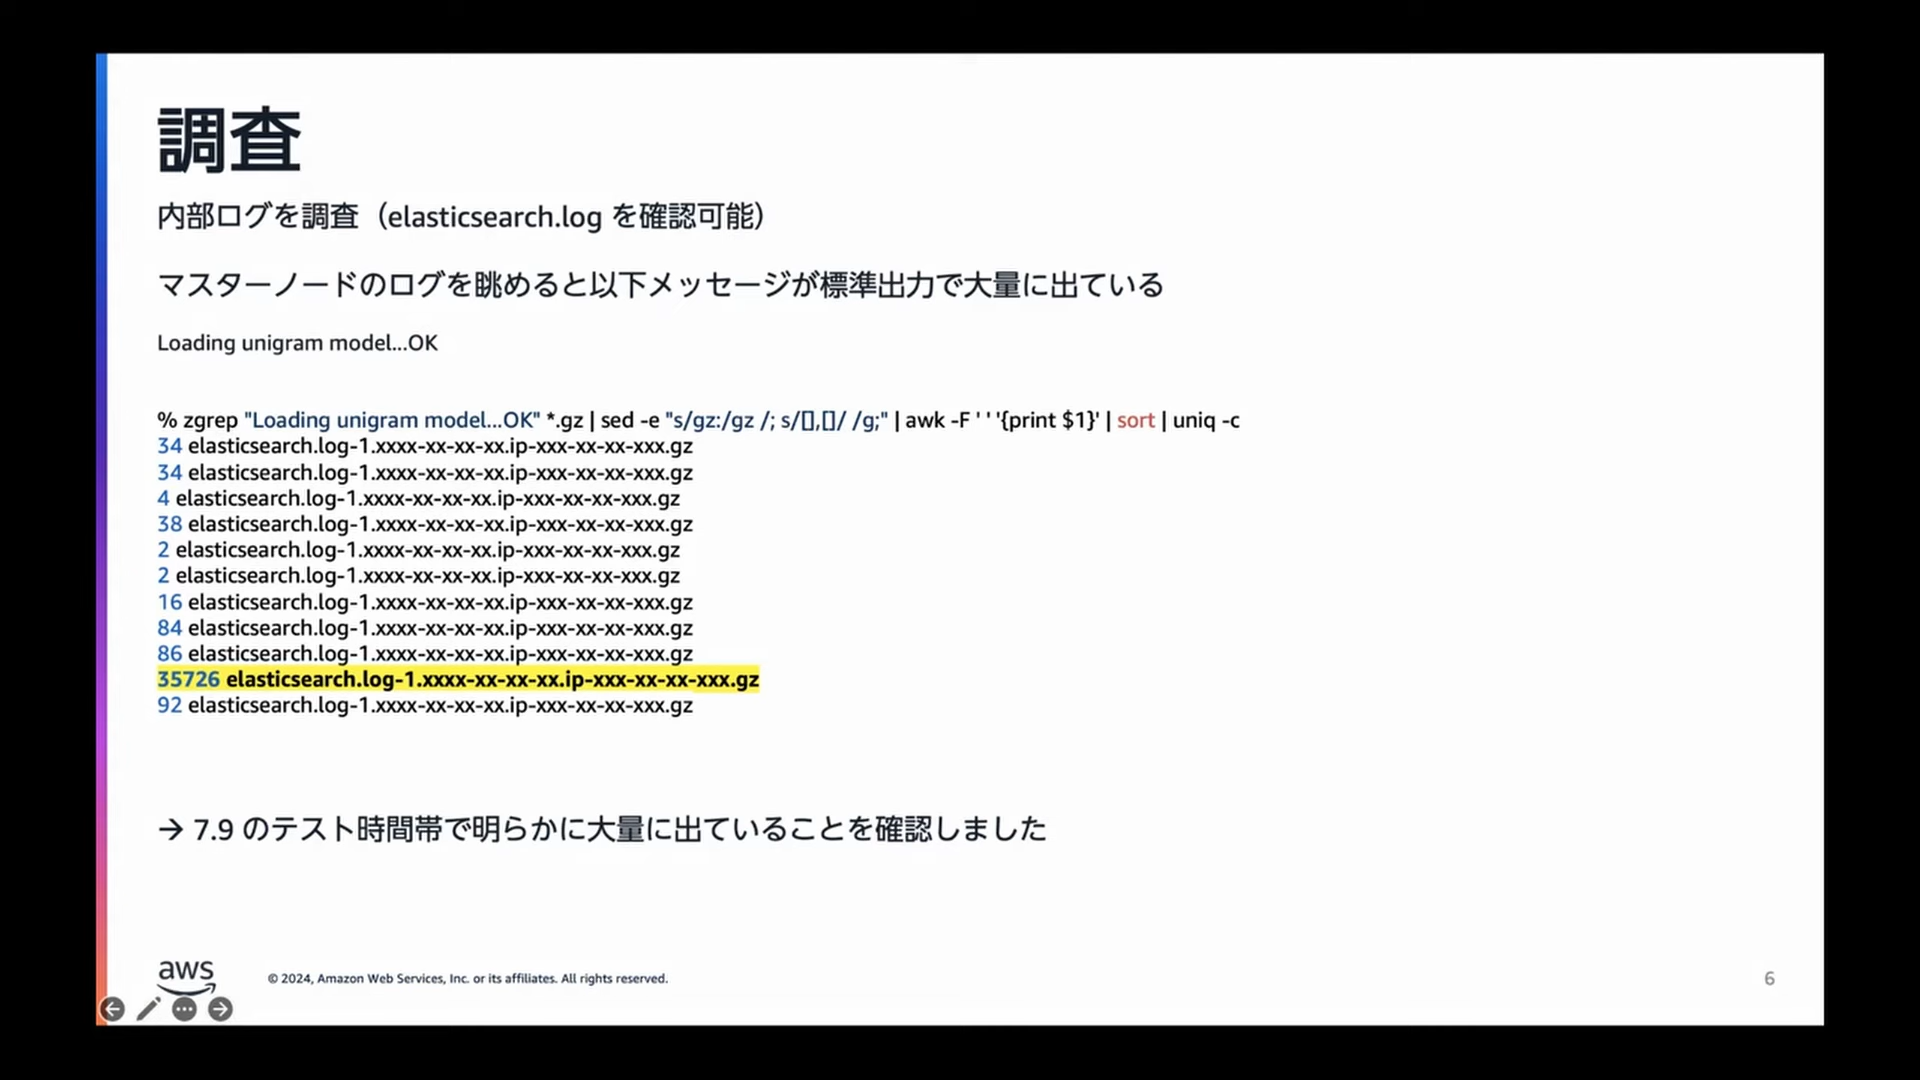 調査
内部ログを調査（elasticsearch.log を確認可能）
マスターノードのログを眺めると以下メッセージが標準出力で大量に出ている
Loading unigram model...OK
% zgrep "Loading unigram model...OK" *.gz | sed -e "s/gz:/gz /; s/[],[]/ /g;" | awk -F ' ' '{print $1}' | sort | uniq -c
34 elasticsearch.log-1.xxxx-xx-xx-xx.ip-xxx-xx-xx-xxx.gz
34 elasticsearch.log-1.xxxx-xx-xx-xx.ip-xxx-xx-xx-xxx.gz
4 elasticsearch.log-1.xxxx-xx-xx-xx.ip-xxx-xx-xx-xxx.gz
38 elasticsearch.log-1.xxxx-xx-xx-xx.ip-xxx-xx-xx-xxx.gz
2 elasticsearch.log-1.xxxx-xx-xx-xx.ip-xxx-xx-xx-xxx.gz
2 elasticsearch.log-1.xxxx-xx-xx-xx.ip-xxx-xx-xx-xxx.gz
16 elasticsearch.log-1.xxxx-xx-xx-xx.ip-xxx-xx-xx-xxx.gz
84 elasticsearch.log-1.xxxx-xx-xx-xx.ip-xxx-xx-xx-xxx.gz
86 elasticsearch.log-1.xxxx-xx-xx-xx.ip-xxx-xx-xx-xxx.gz
35726 elasticsearch.log-1.xxxx-xx-xx-xx.ip-xxx-xx-xx-xxx.gz
92 elasticsearch.log-1.xxxx-xx-xx-xx.ip-xxx-xx-xx-xxx.gz
→ 7.9 のテスト時間帯で明らかに大量に出ていることを確認しました
aws
© 2024, Amazon Web Services, Inc. or its affiliates. All rights reserved.
6